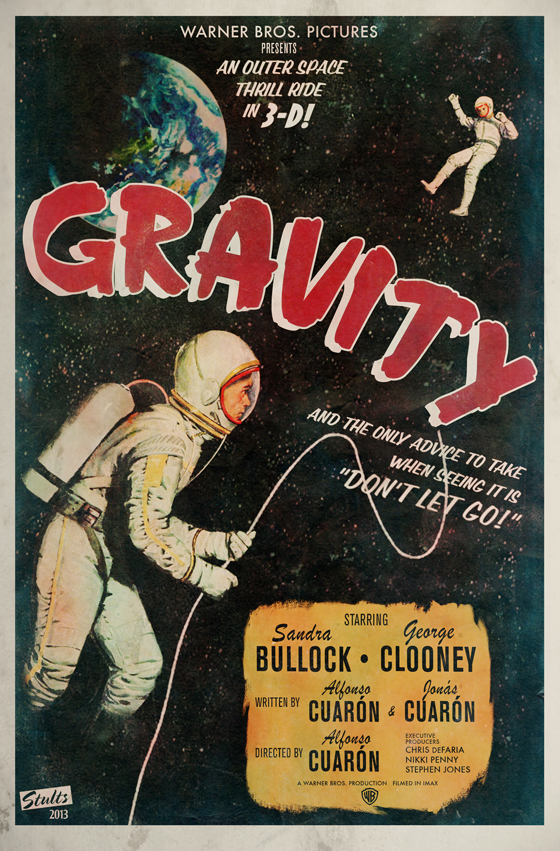 WARNER BROS. PICTURES
PRESENTS
AN OUTER SPACE
THRILL RIDE
IN 3-D!
GRAVITY
AND THE ONLY ADVICE TO TAKE
WHEN SEEING IT IS
"DON'T LET GO!"
STARRING
Sandra George
BULLOCK • CLOONEY
WRITTEN BY Alfonso CUARÓN & Jonás CUARÓN
DIRECTED BY Alfonso CUARÓN
EXECUTIVE
PRODUCERS
CHRIS DEFARIA
NIKKI PENNY
STEPHEN JONES
A WARNER BROS. PRODUCTION FILMED IN IMAX
WB
Stults
2013